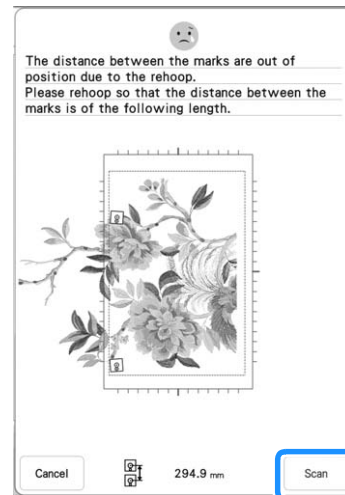 The distance between the marks are out of
position due to the rehoop.
Please rehoop so that the distance between the
marks is of the following length.
Cancel
294.9 mm
Scan